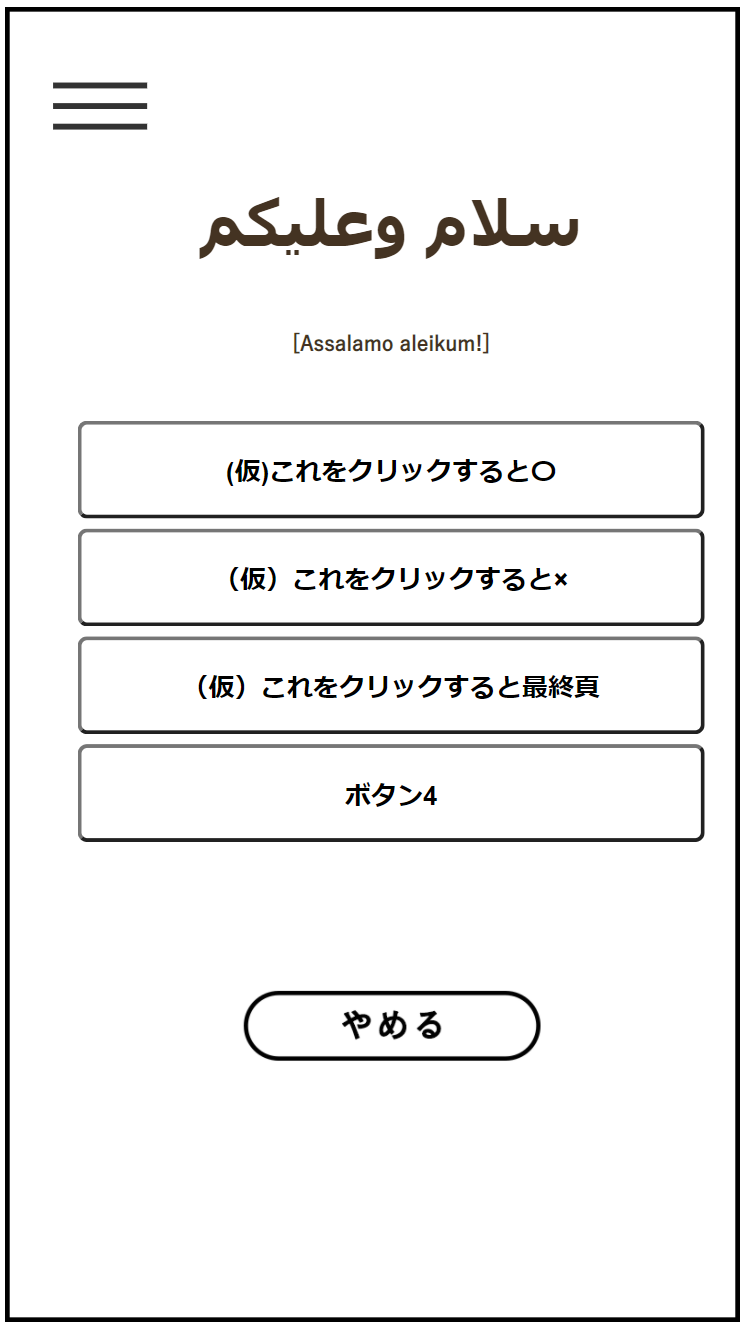 سلام وعلیکم
[Assalamo aleikum!]
(仮)これをクリックすると〇
（仮）これをクリックすると×
（仮）これをクリックすると最終頁
ボタン4
やめる